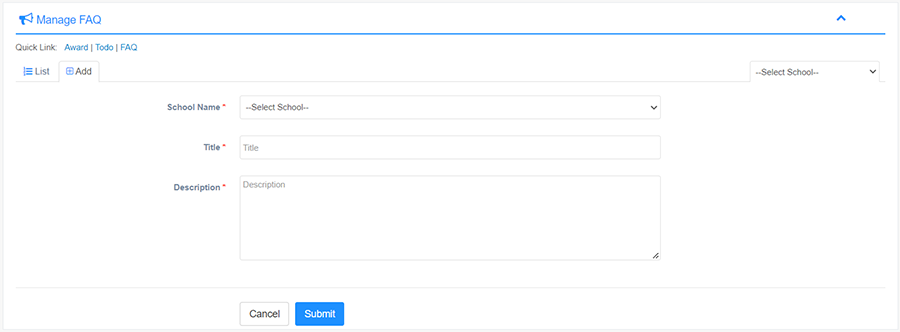 Manage FAQ
Quick Link: Award | Todo | FAQ
List Add --Select School--
School Name * --Select School--
Title * Title
Description * Description
Cancel Submit